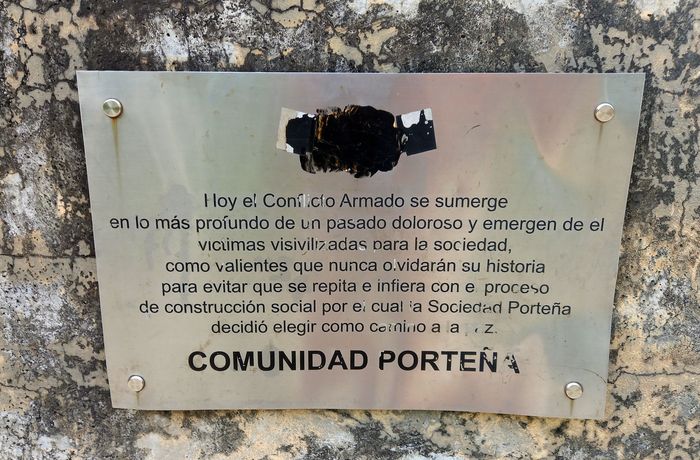 Hoy el Conflicto Armado se sumerge
en lo más profundo de un pasado doloroso y emergen de el
victimas visivilizadas para la sociedad,
como valientes que nunca olvidarán su historia
para evitar que se repita e infiera con el proceso
de construcción social por el cual la Sociedad Porteña
decidió elegir como camino a la
COMUNIDAD PORTEÑA